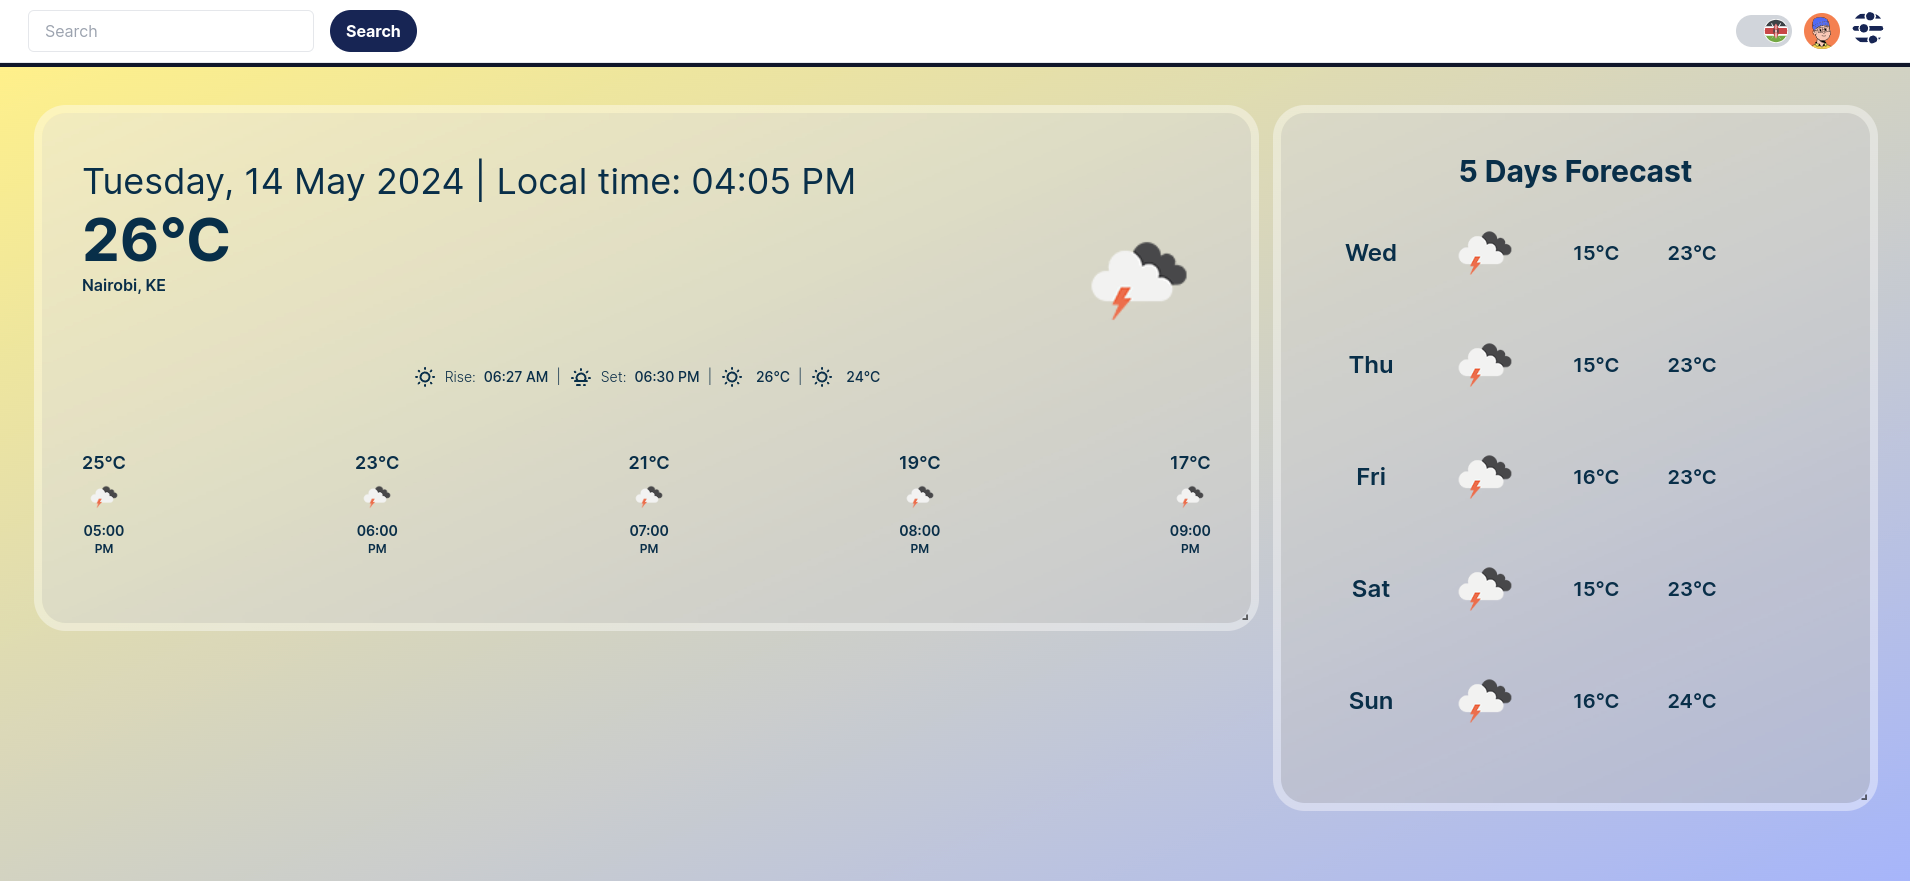 Search
Search
Tuesday, 14 May 2024 | Local time: 04:05 PM
26°C
Nairobi, KE
Rise: 06:27 AM | Set: 06:30 PM | 26°C | 24°C
25°C 23°C 21°C 19°C 17°C
05:00 06:00 07:00 08:00 09:00
PM PM PM PM PM
5 Days Forecast
Wed 15°C 23°C
Thu 15°C 23°C
Fri 16°C 23°C
Sat 15°C 23°C
Sun 16°C 24°C